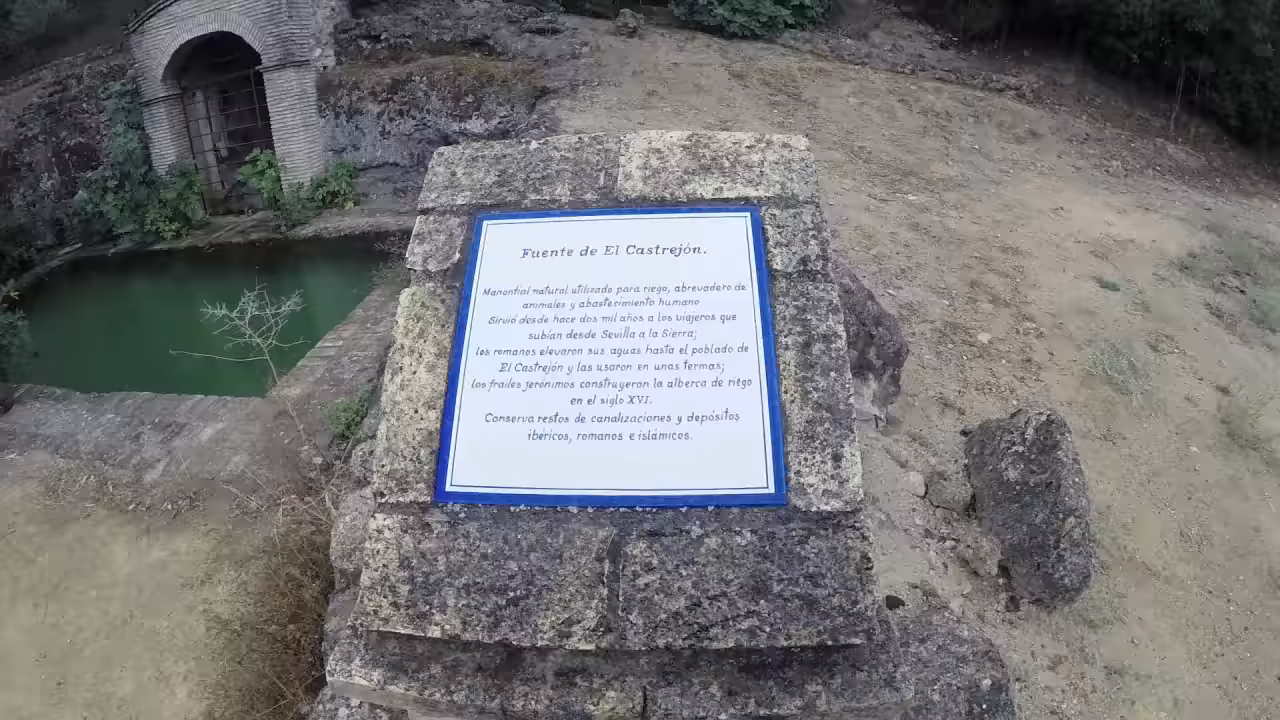 Fuente de El Castrejón.
Manantial natural utilizado para riego, abrevadero de
animales y abastecimiento humano
Sirvió desde hace dos mil años a los viajeros que
subían desde Sevilla a la Sierra;
los romanos elevaron sus aguas hasta el poblado de
El Castrejón y las usaron en unas termas;
los frailes jerónimos construyeron la alberca de riego
en el siglo XVI.
Conserva restos de canalizaciones y depósitos
ibéricos, romanos e islámicos.